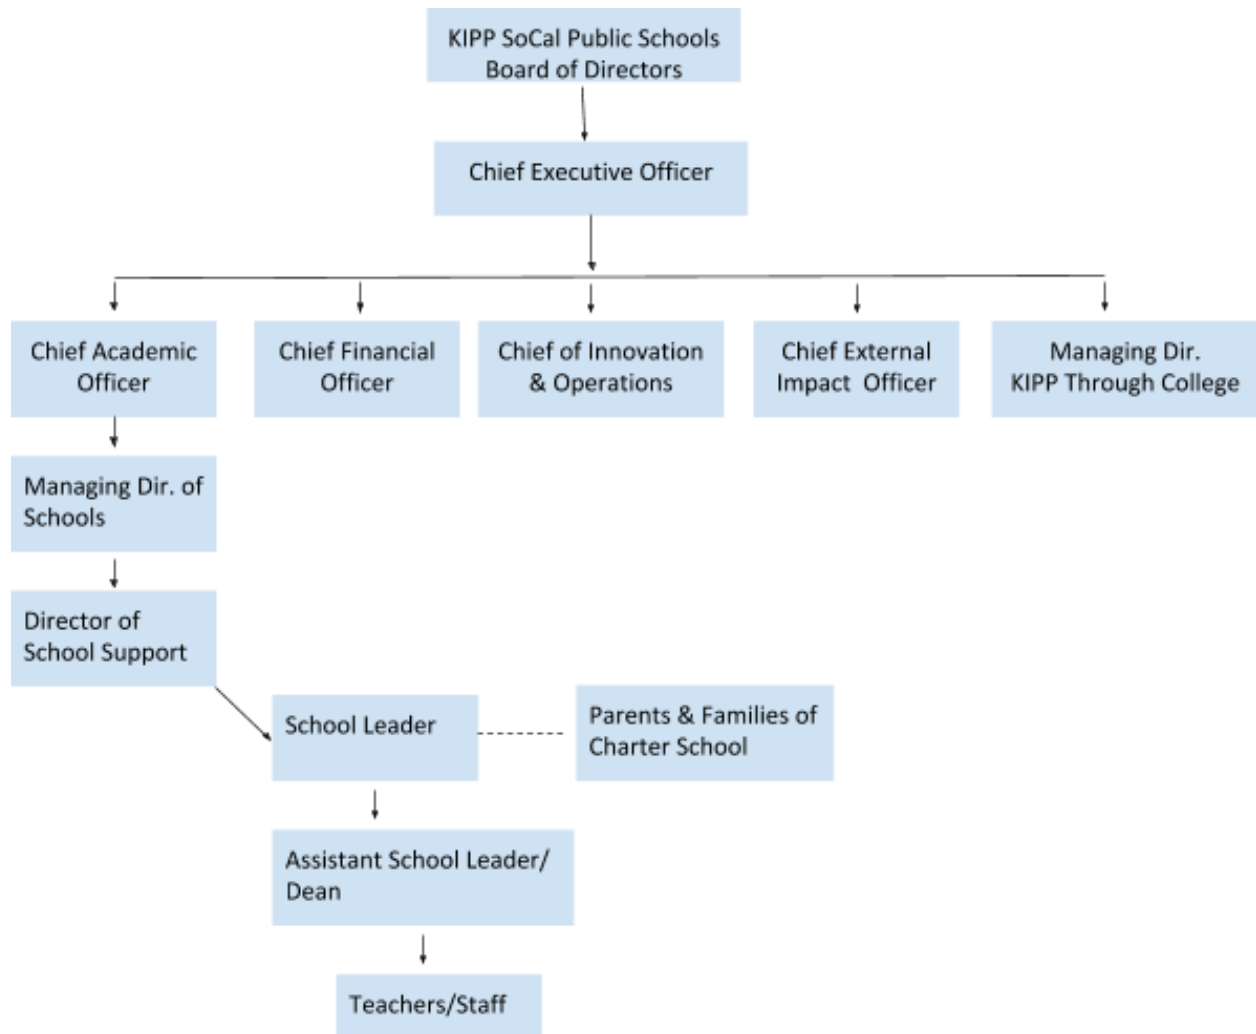 KIPP SoCal Public Schools
Board of Directors
Chief Executive Officer
Chief Academic
Officer
Chief Financial
Officer
Chief of Innovation
& Operations
Chief External
Impact Officer
Managing Dir.
KIPP Through College
Managing Dir. of
Schools
Director of
School Support
School Leader
Parents & Families of
Charter School
Assistant School Leader/
Dean
Teachers/Staff